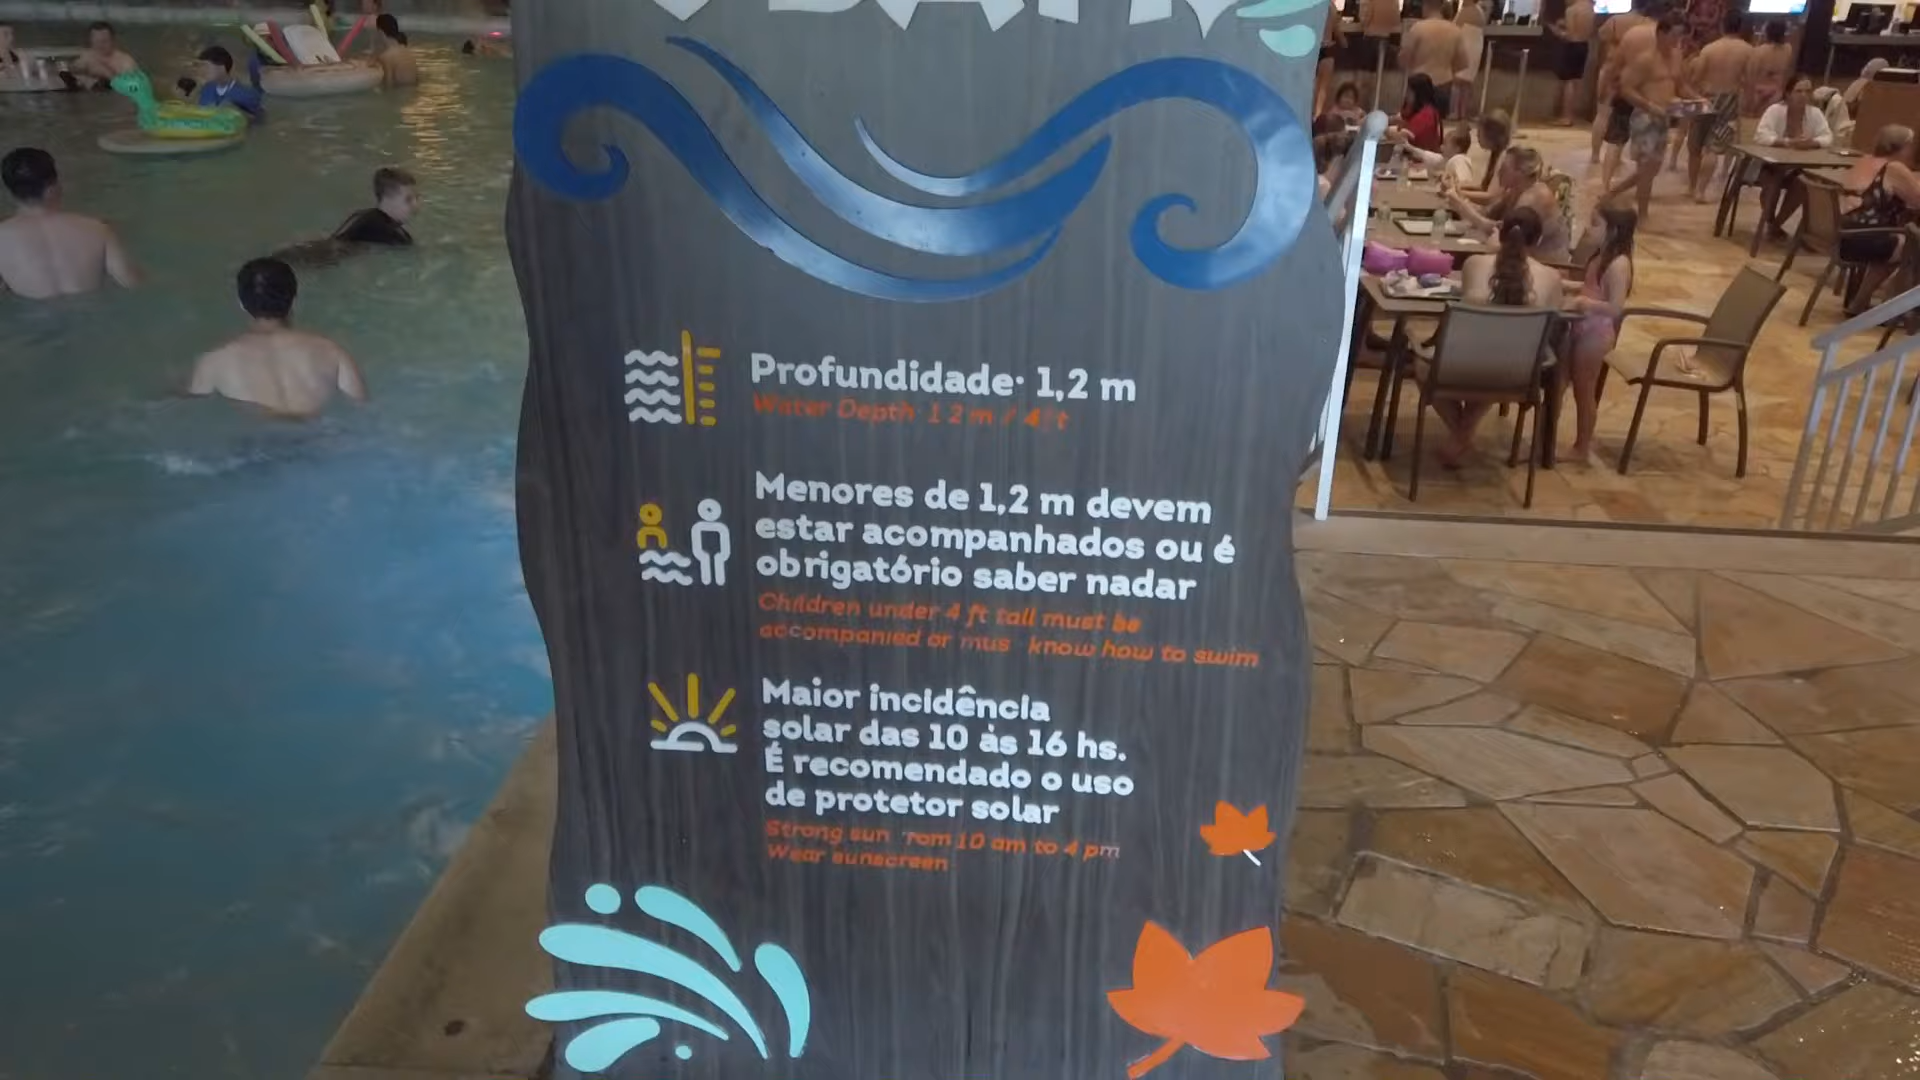 Profundidade: 1,2 m
Water Depth 1 2 m / 4 ft
Menores de 1,2 m devem
estar acompanhados ou é
obrigatório saber nadar
Children under 4 ft tall must be
accompanied or mus know how to swim
Maior incidência
solar das 10 às 16 hs.
É recomendado o uso
de protetor solar
Strong sun rom 10 am to 4 pm
Wear sunscreen